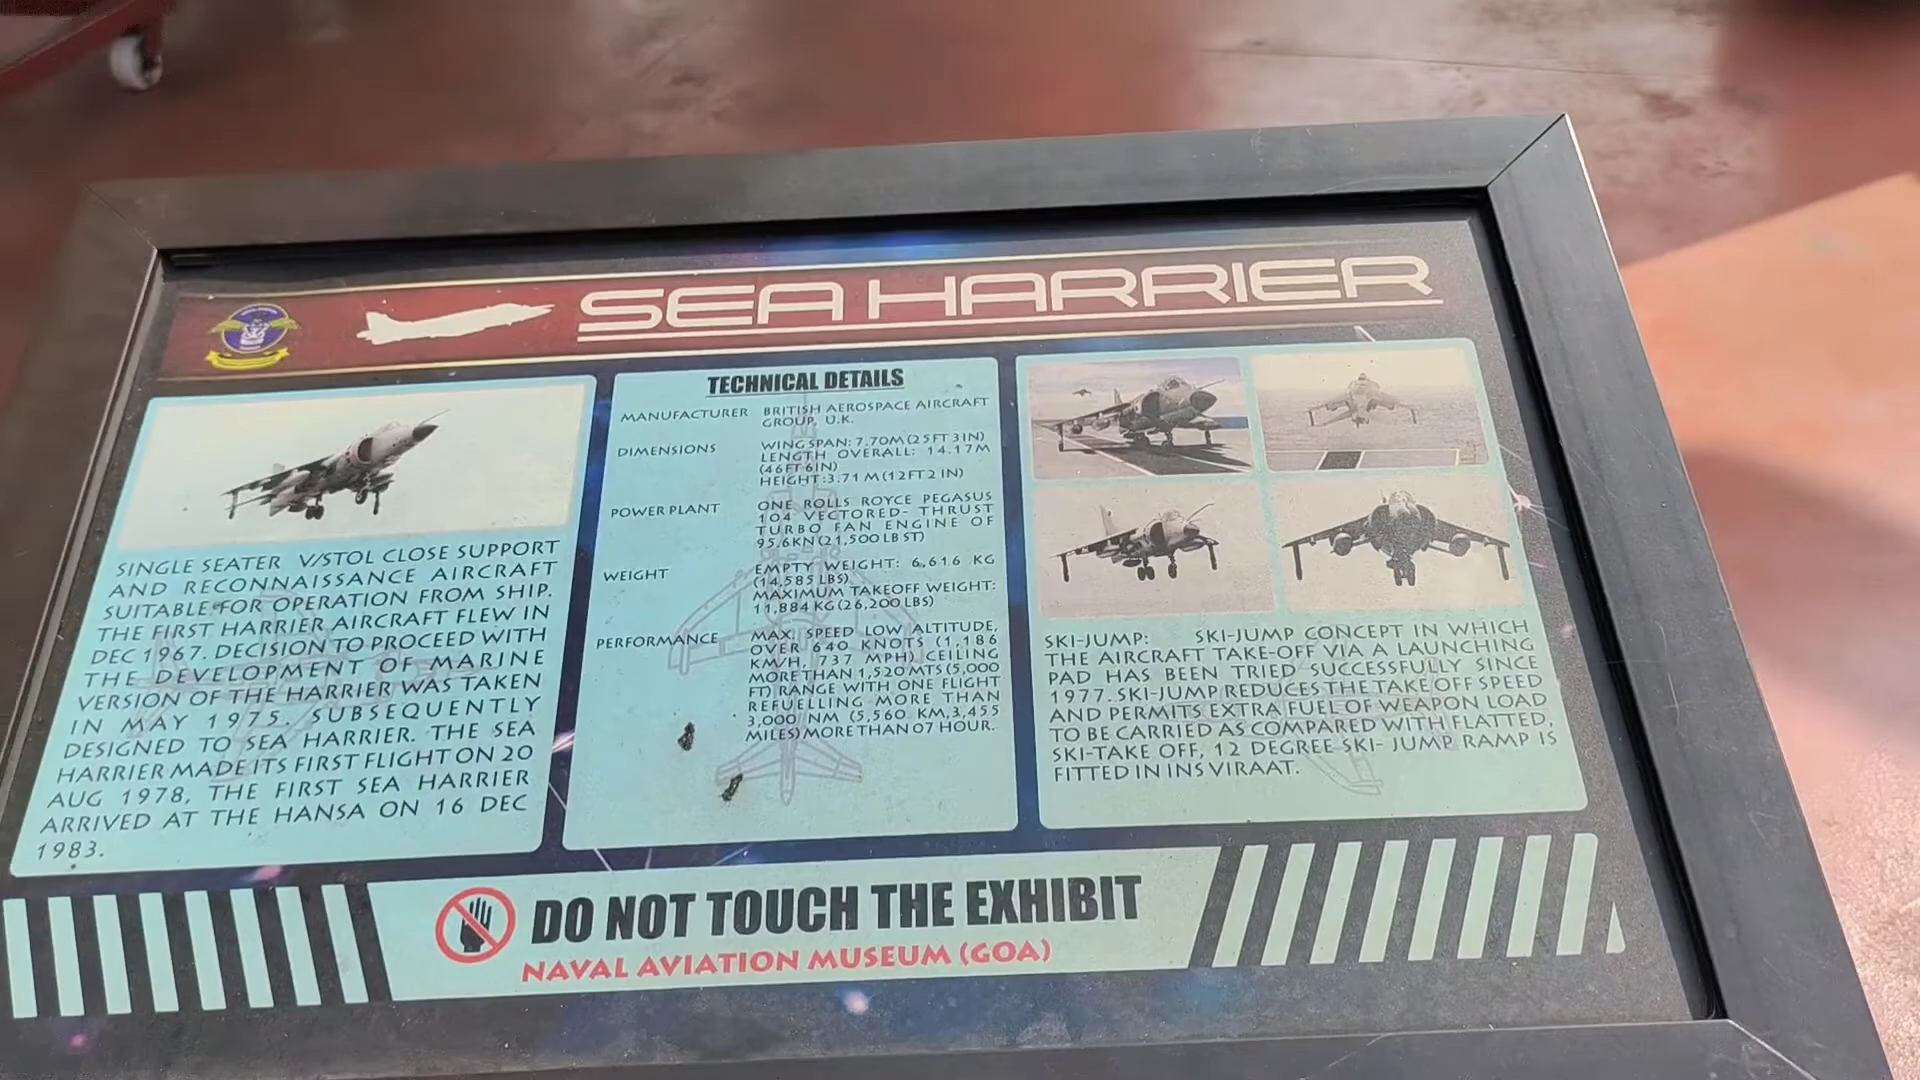 SEA HARRIER
SINGLE SEATER V/STOL CLOSE SUPPORT
AND RECONNAISSANCE AIRCRAFT
SUITABLE FOR OPERATION FROM SHIP.
THE FIRST HARRIER AIRCRAFT FLEW IN
DEC 1967. DECISION TO PROCEED WITH
THE DEVELOPMENT OF MARINE
VERSION OF THE HARRIER WAS TAKEN
IN MAY 1975. SUBSEQUENTLY
DESIGNED TO SEA HARRIER. THE SEA
HARRIER MADE ITS FIRST FLIGHT ON 20
AUG 1978, THE FIRST SEA HARRIER
ARRIVED AT THE HANSA ON 16 DEC
1983.
TECHNICAL DETAILS
MANUFACTURER BRITISH AEROSPACE AIRCRAFT
GROUP, U.K.
DIMENSIONS WING SPAN: 7.70M (25 FT 3 IN)
LENGTH OVERALL: 14.17M
(46 FT 6 IN)
HEIGHT: 3.71 M (12 FT 2 IN)
POWER PLANT ONE ROLLS ROYCE PEGASUS
104 VECTORED- THRUST
TURBO FAN ENGINE OF
95.6KN (21,500 LB ST)
WEIGHT EMPTY WEIGHT: 6,616 KG
(14,585 LBS)
MAXIMUM TAKEOFF WEIGHT:
11,884 KG (26,200 LBS)
PERFORMANCE MAX. SPEED LOW ALTITUDE,
OVER 640 KNOTS (1,186
KM/H, 737 MPH) CEILING
MORE THAN 1,520 MTS (5,000
FT) RANGE WITH ONE FLIGHT
REFUELLING MORE THAN
3,000 NM (5,560 KM,3,455
MILES) MORE THAN 07 HOUR.
SKI-JUMP: SKI-JUMP CONCEPT IN WHICH
THE AIRCRAFT TAKE-OFF VIA A LAUNCHING
PAD HAS BEEN TRIED SUCCESSFULLY SINCE
1977. SKI-JUMP REDUCES THE TAKE OFF SPEED
AND PERMITS EXTRA FUEL OF WEAPON LOAD
TO BE CARRIED AS COMPARED WITH FLATTED,
SKI-TAKE OFF, 12 DEGREE SKI- JUMP RAMP IS
FITTED IN INS VIRAAT.
DO NOT TOUCH THE EXHIBIT
NAVAL AVIATION MUSEUM (GOA)